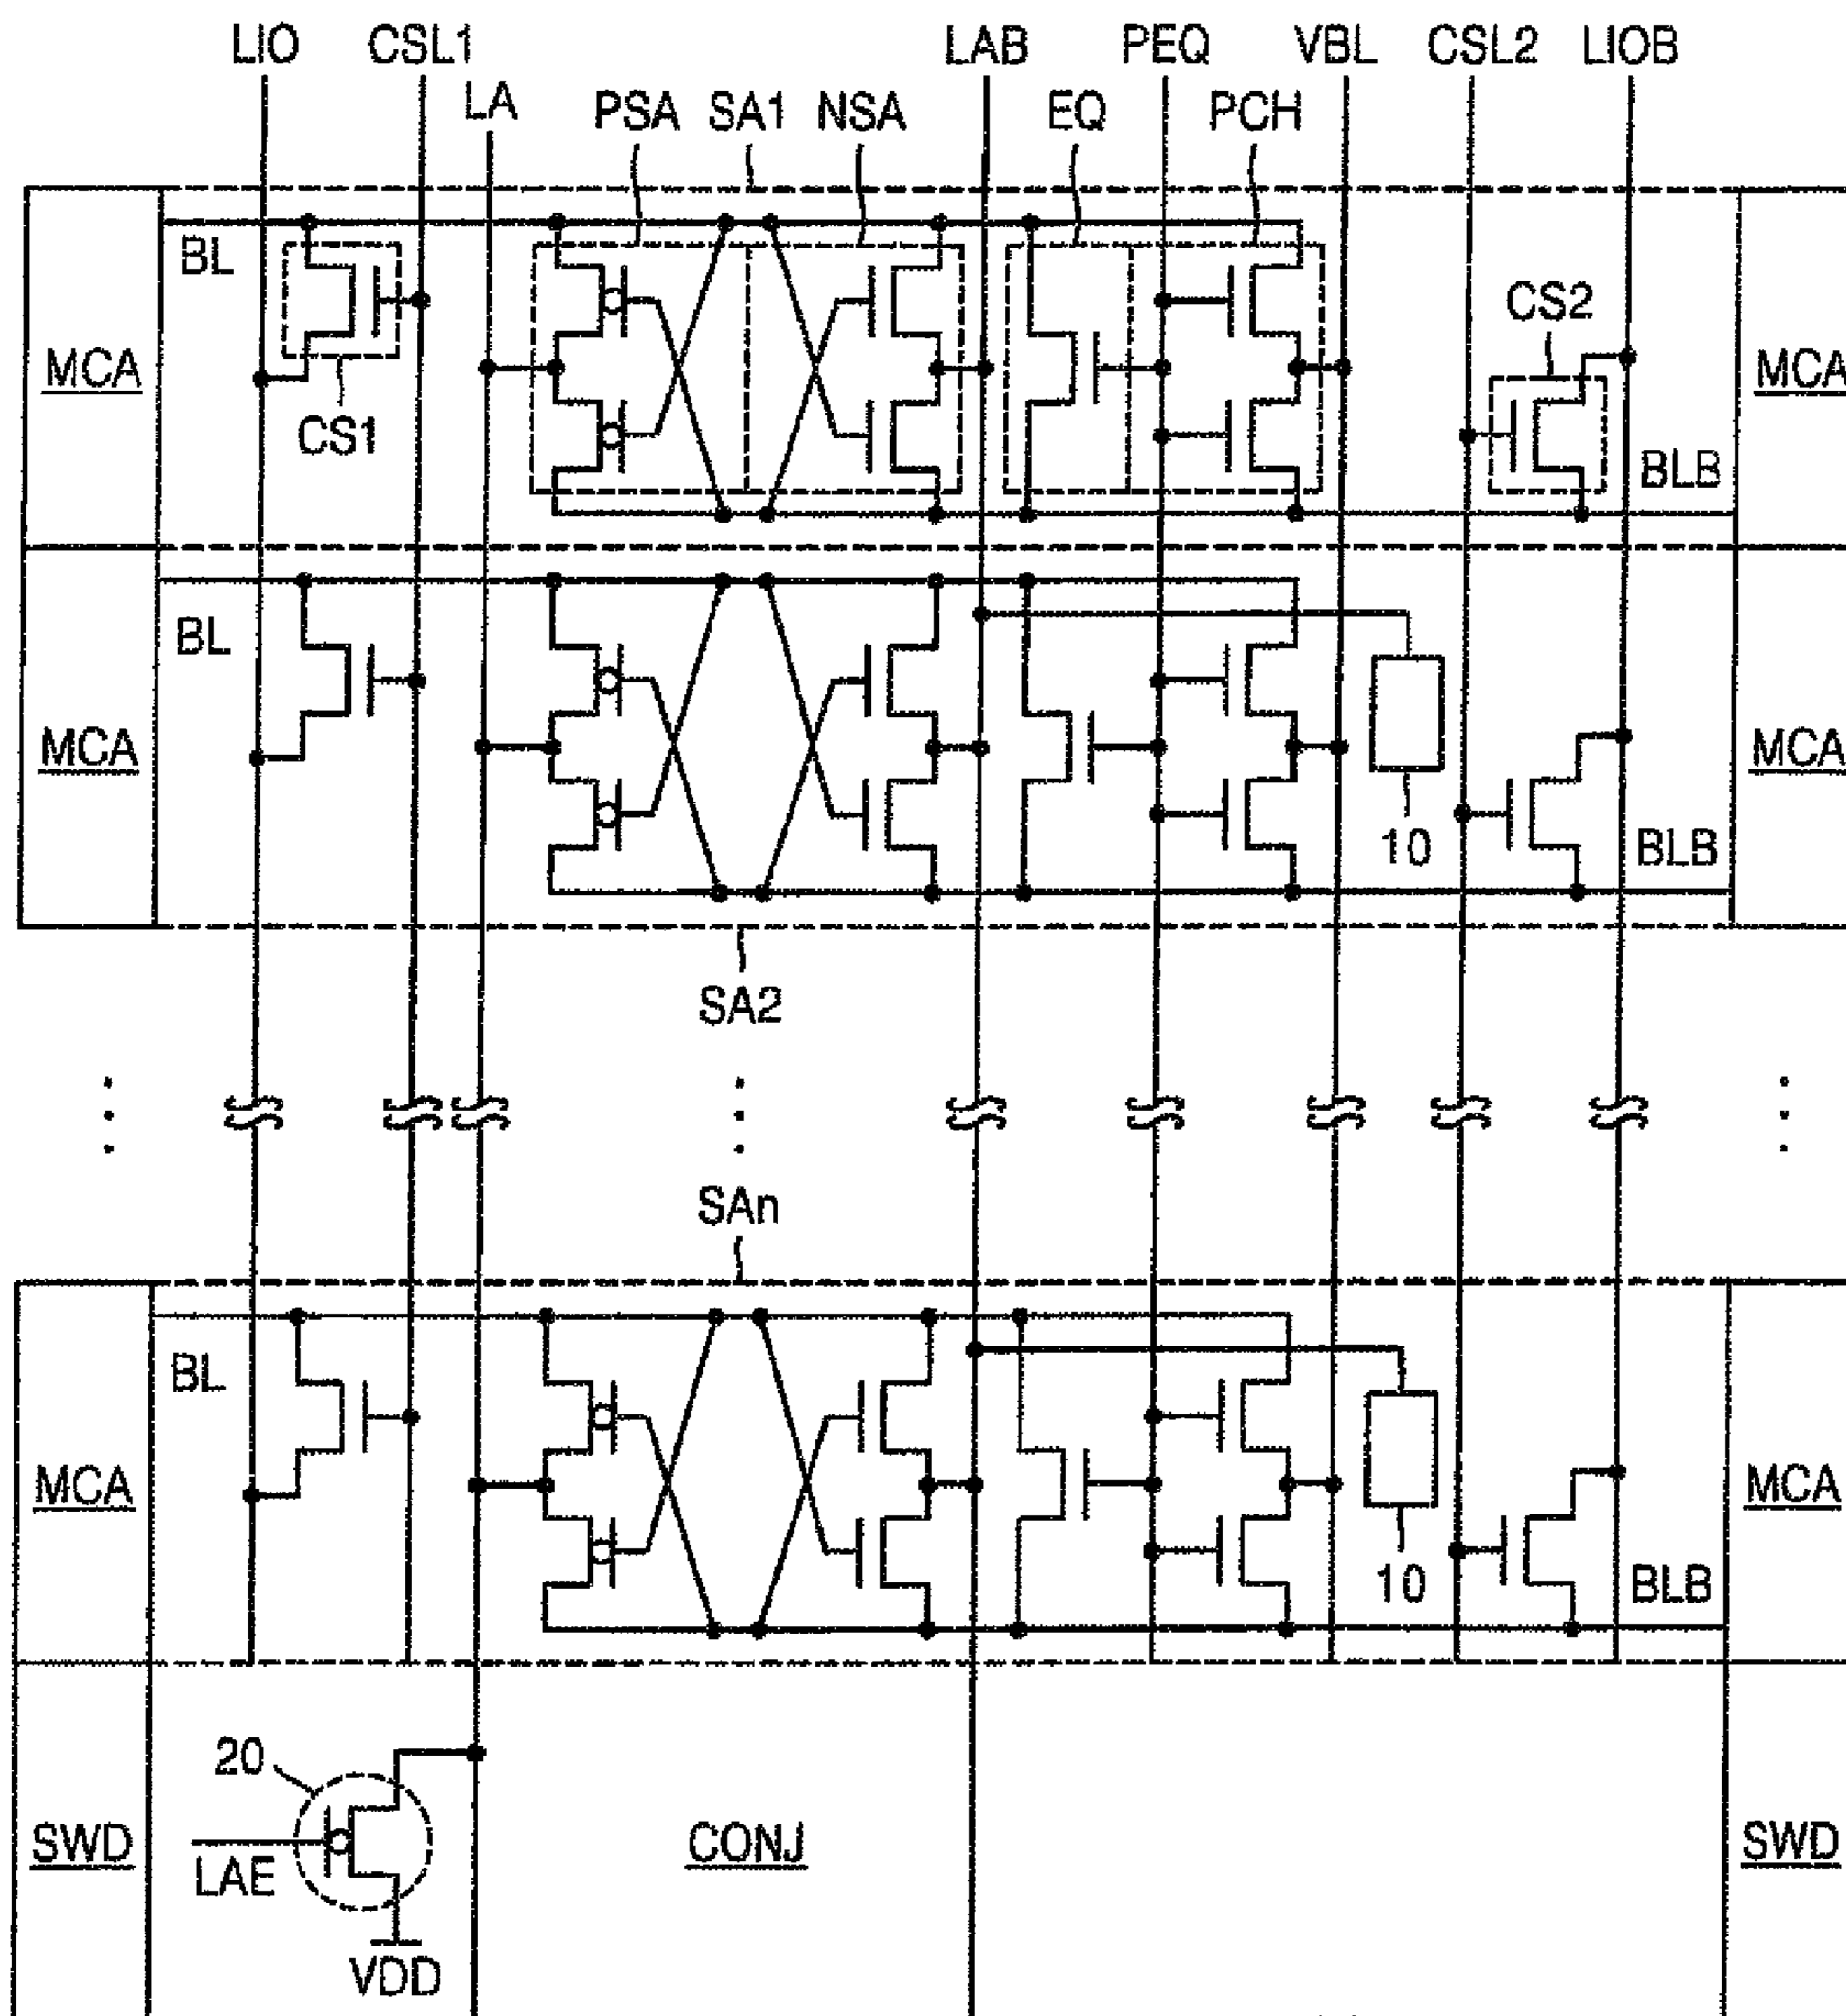 LIO CSL1 LAB PEQ VBL CSL2 LIOB
LA PSA SA1 NSA EQ PCH
BL
CS2
MCA MCA
CS1
BLB
BL
MCA MCA
10 BLB
SA2
SAn
BL
MCA MCA
10 BLB
20
SWD CONJ SWD
LAE
VDD